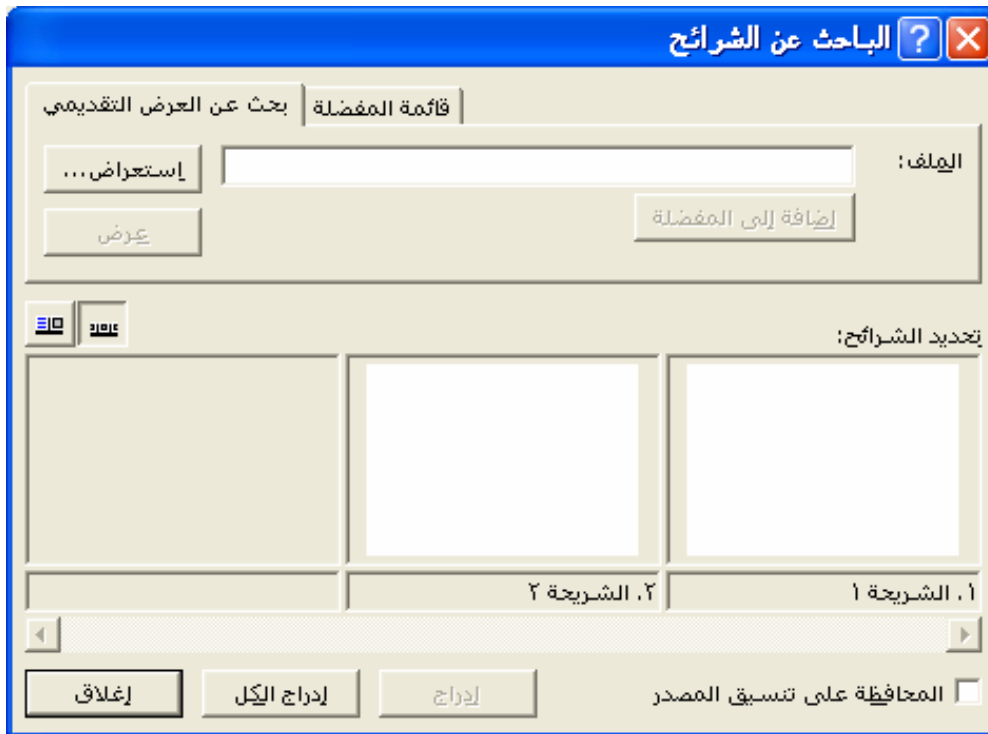 الباحث عن الشرائح
قائمة المفضلة بحث عن العرض التقديمي
الملف: إستعراض...
إضافة إلى المفضلة عرض
تحديد الشرائح:
١. الشريحة ١ ٢. الشريحة ٢
المحافظة على تنسيق المصدر إدراج إدراج الكل إغلاق